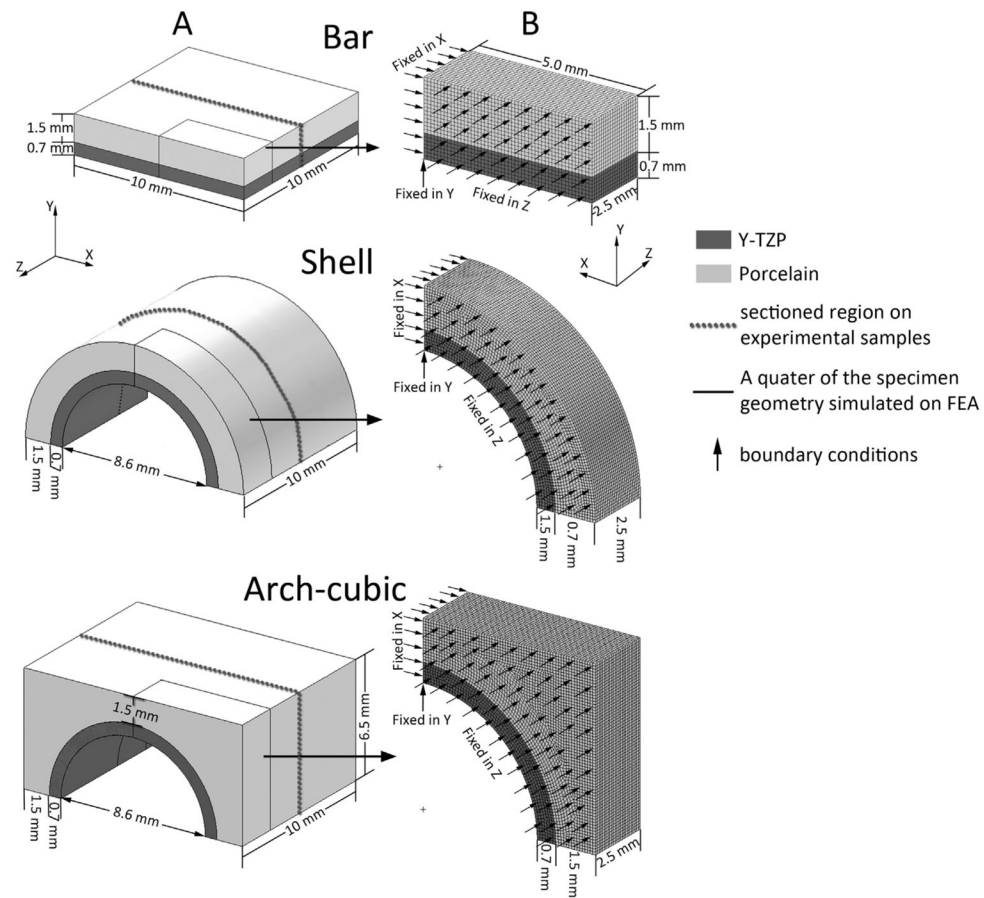 A
B
Bar
Fixed in X
5.0 mm
1.5 mm
0.7 mm
10 mm
10 mm
1.5 mm
0.7 mm
2.5 mm
Fixed in Y
Fixed in Z
Y
Z
X
Y
X
Z
Y-TZP
Porcelain
sectioned region on
experimental samples
A quater of the specimen
geometry simulated on FEA
boundary conditions
Shell
Fixed in X
Fixed in Y
Fixed in Z
1.5 mm
0.7 mm
8.6 mm
10 mm
1.5 mm
0.7 mm
2.5 mm
Arch-cubic
Fixed in X
Fixed in Y
Fixed in Z
1.5 mm
6.5 mm
1.5 mm
0.7 mm
8.6 mm
10 mm
0.7 mm
1.5 mm
2.5 mm